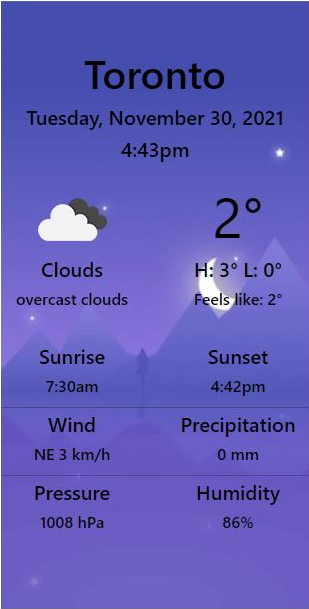 Toronto
Tuesday, November 30, 2021
4:43pm
2°
Clouds
H: 3° L: 0°
overcast clouds
Feels like: 2°
Sunrise
Sunset
7:30am
4:42pm
Wind
Precipitation
NE 3 km/h
0 mm
Pressure
Humidity
1008 hPa
86%